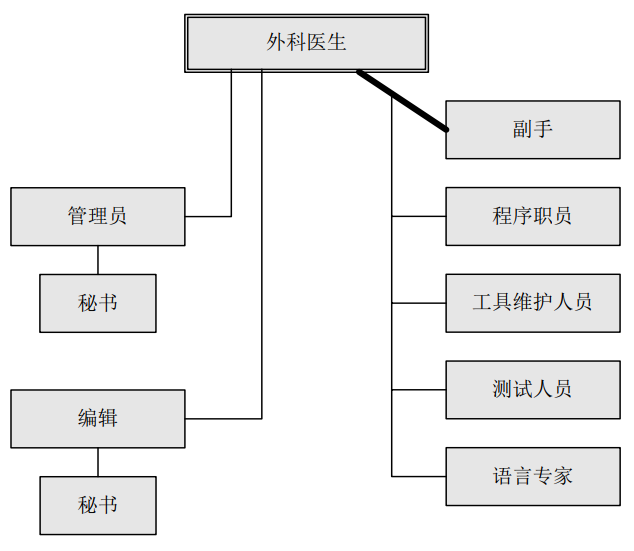 外科医生
副手
管理员
程序职员
秘书
工具维护人员
编辑
测试人员
秘书
语言专家